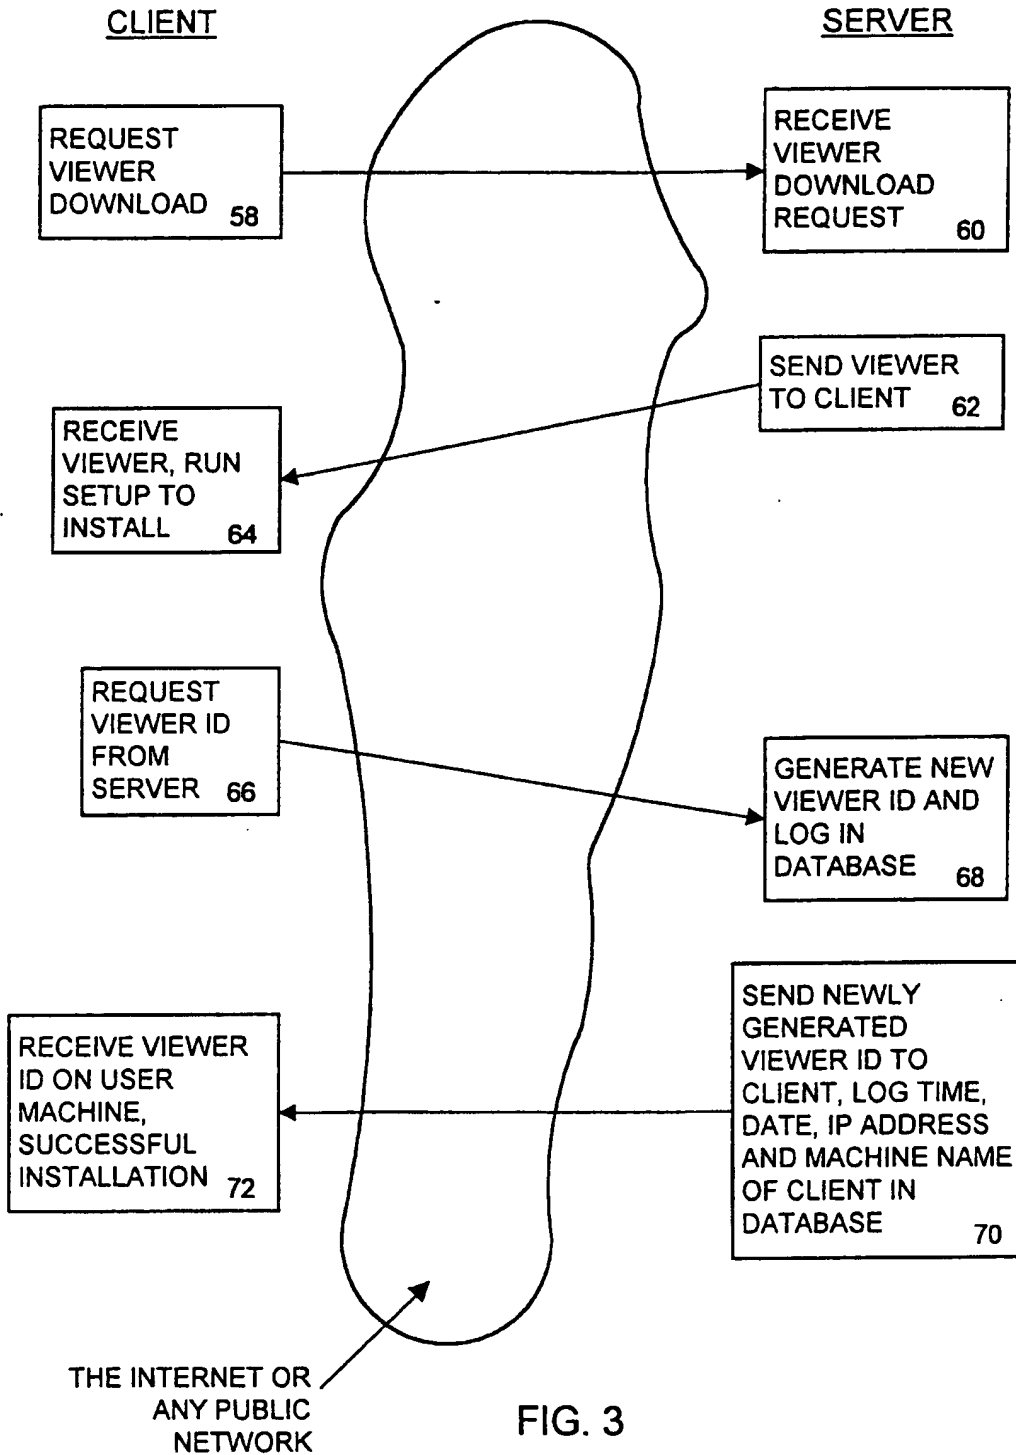 CLIENT
SERVER
REQUEST
VIEWER
DOWNLOAD
58
RECEIVE
VIEWER
DOWNLOAD
REQUEST
60
SEND VIEWER
TO CLIENT
62
RECEIVE
VIEWER, RUN
SETUP TO
INSTALL
64
REQUEST
VIEWER ID
FROM
SERVER
66
GENERATE NEW
VIEWER ID AND
LOG IN
DATABASE
68
SEND NEWLY
GENERATED
VIEWER ID TO
CLIENT, LOG TIME,
DATE, IP ADDRESS
AND MACHINE NAME
OF CLIENT IN
DATABASE
70
RECEIVE VIEWER
ID ON USER
MACHINE,
SUCCESSFUL
INSTALLATION
72
THE INTERNET OR
ANY PUBLIC
NETWORK
FIG. 3